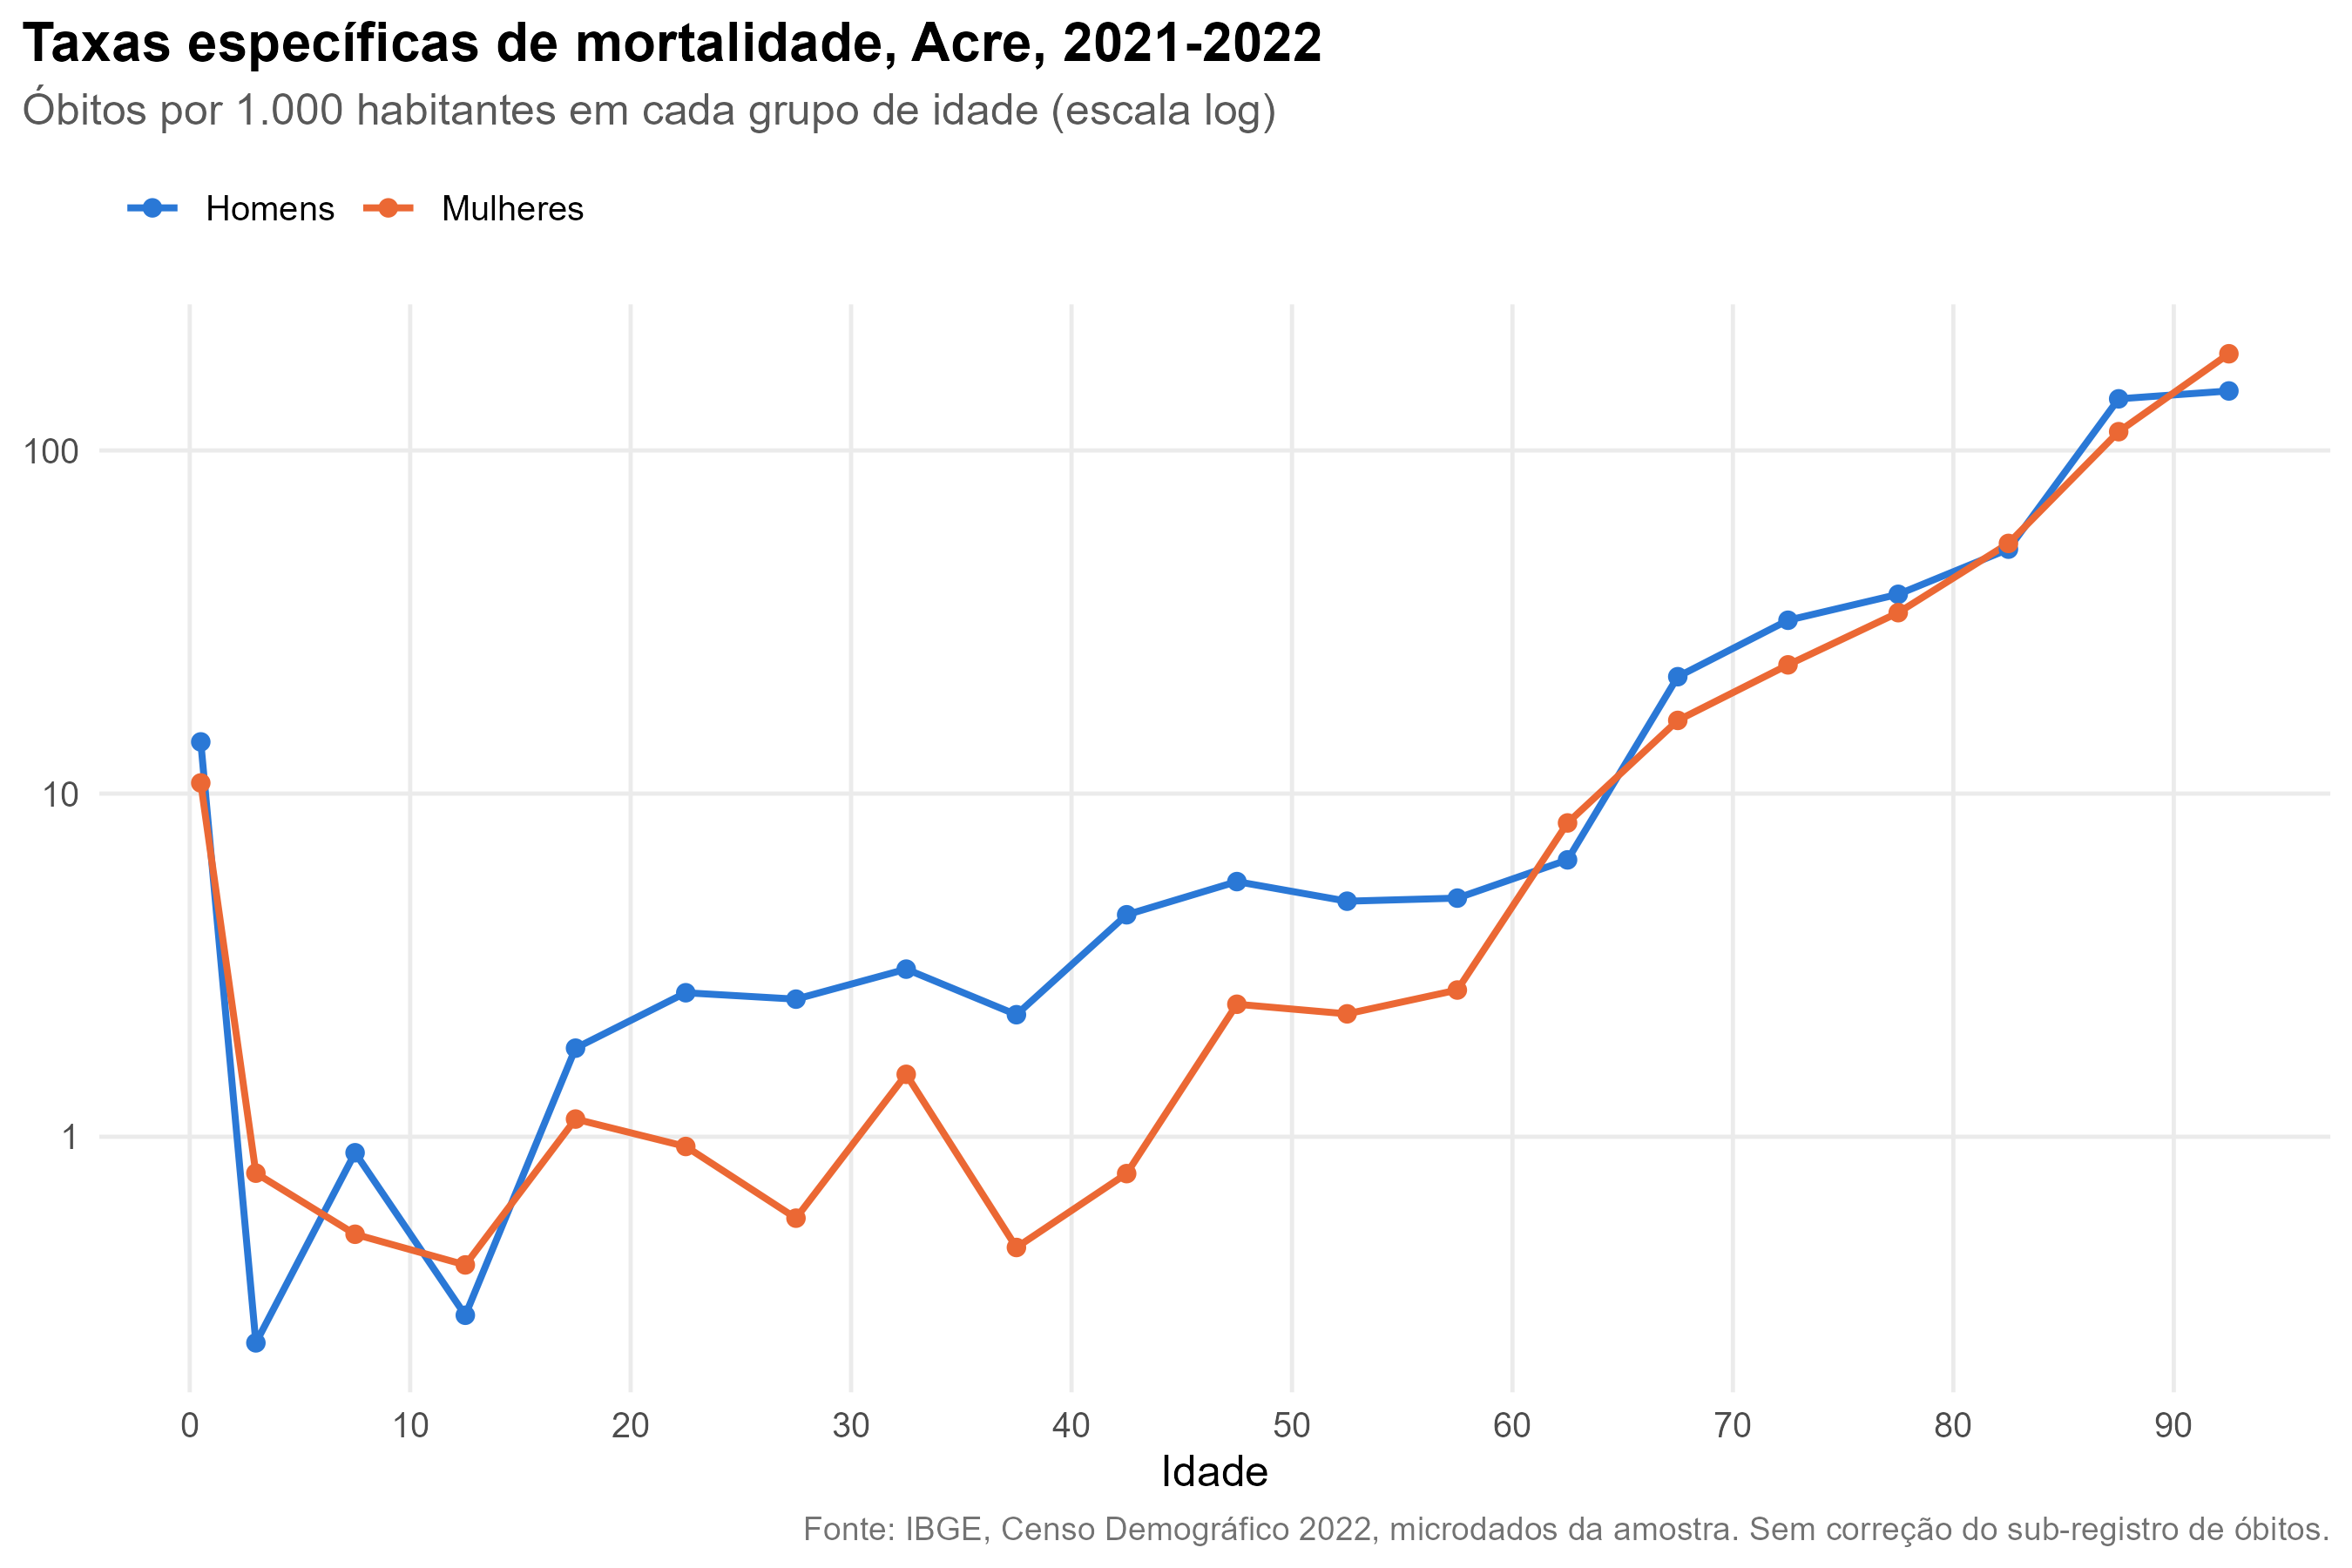 Taxas específicas de mortalidade, Acre, 2021-2022
Óbitos por 1.000 habitantes em cada grupo de idade (escala log)
Homens Mulheres
100
10
1
0 10 20 30 40 50 60 70 80 90
Idade
Fonte: IBGE, Censo Demográfico 2022, microdados da amostra. Sem correção do sub-registro de óbitos.